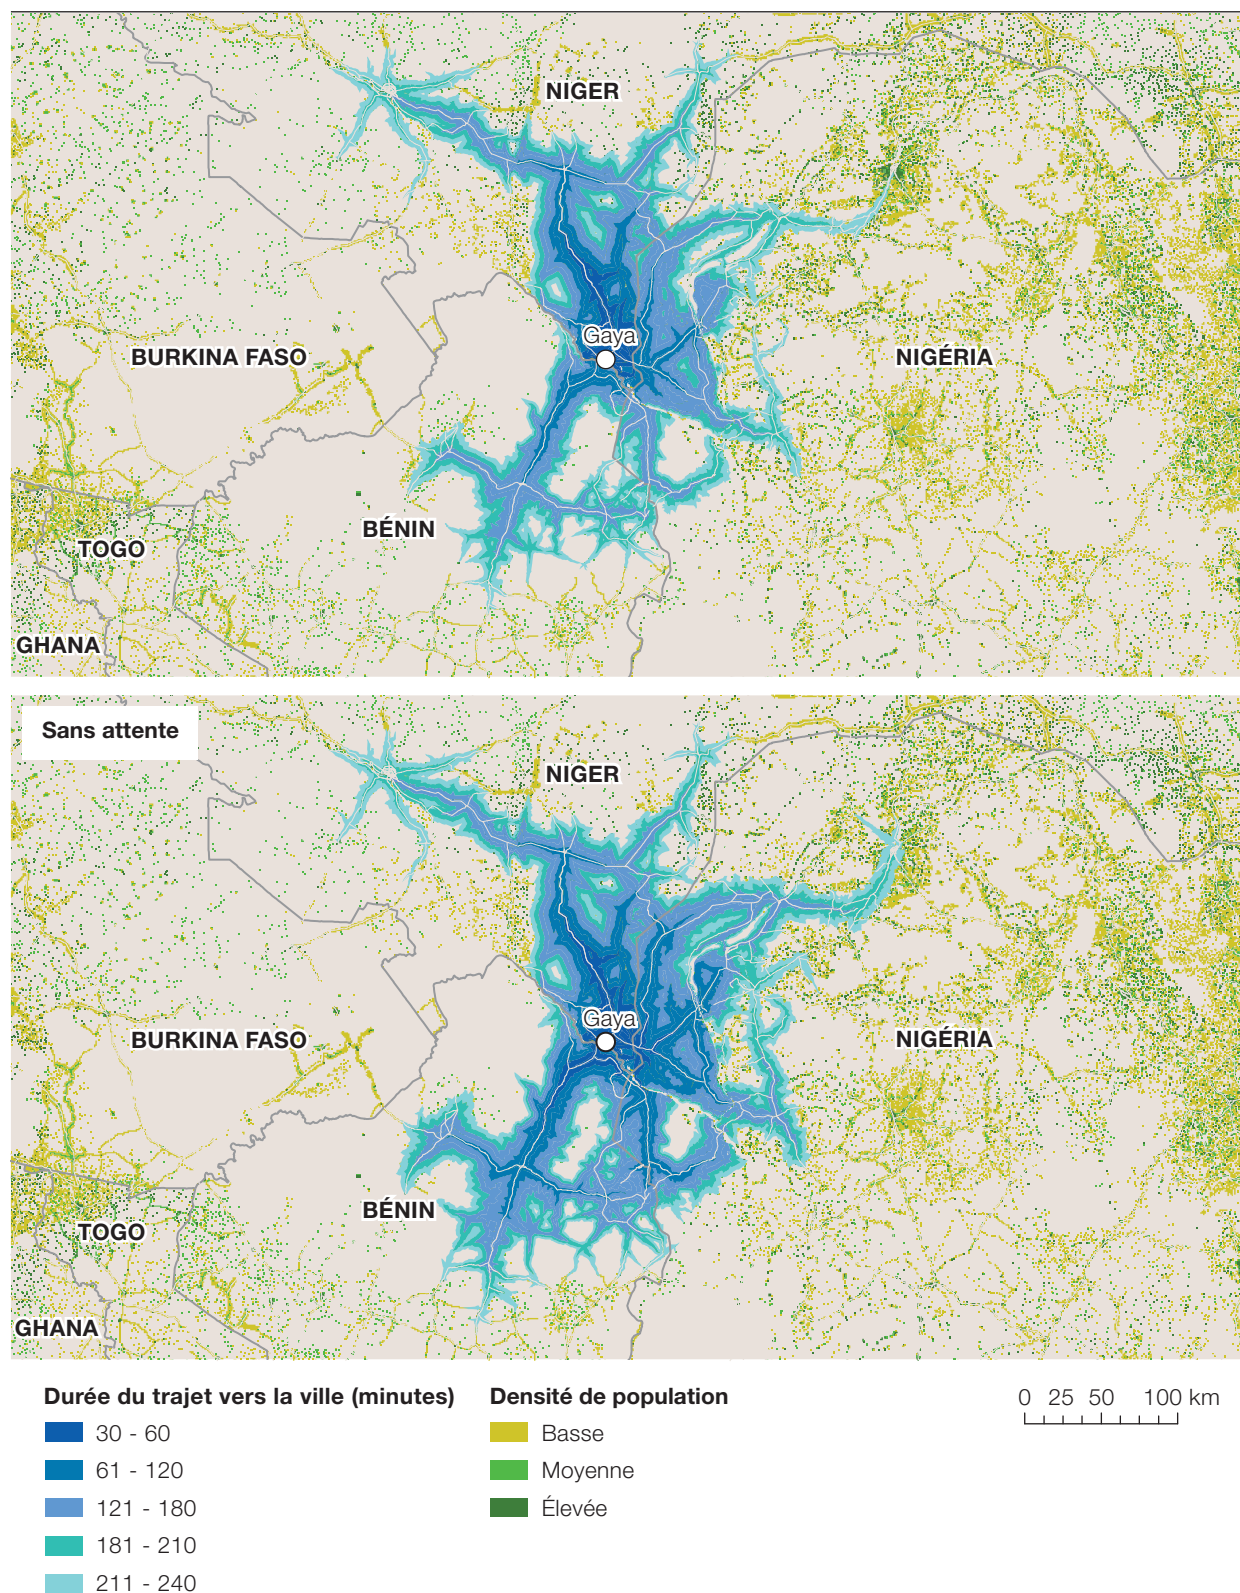 NIGER
Gaya
BURKINA FASO
NIGÉRIA
BÉNIN
TOGO
GHANA
Sans attente
NIGER
Gaya
BURKINA FASO
NIGÉRIA
BÉNIN
TOGO
GHANA
Durée du trajet vers la ville (minutes)
30 - 60
61 - 120
121 - 180
181 - 210
211 - 240
Densité de population
Basse
Moyenne
Élevée
0 25 50 100 km